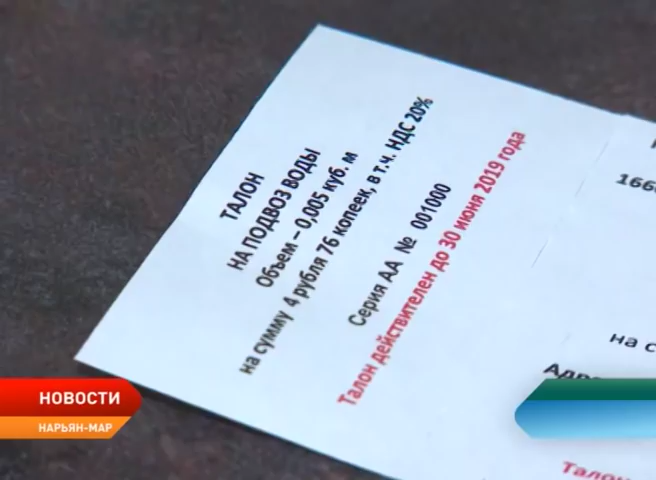 ТАЛОН
НА ПОДВОЗ ВОДЫ
Объем – 0,005 куб. м
на сумму 4 рубля 76 копеек, в т.ч. НДС 20%
Серия АА № 001000
Талон действителен до 30 июня 2019 года
166
на с
Талон
НОВОСТИ
НАРЬЯН-МАР